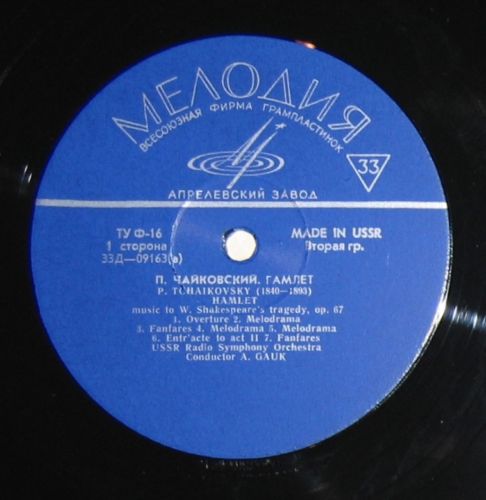 МЕЛОДИЯ
ВСЕСОЮЗНАЯ ФИРМА ГРАМПЛАСТИНОК
33
АПРЕЛЕВСКИЙ ЗАВОД
ТУ Ф-16
MADE IN USSR
1 сторона
Вторая гр.
33Д—09163(а)
П. ЧАЙКОВСКИЙ. ГАМЛЕТ
P. TCHAIKOVSKY (1840—1893)
HAMLET
music to W. Shakespeare's tragedy, op. 67
1. Overture 2. Melodrama
3. Fanfares 4. Melodrama 5. Melodrama
6. Entr'acte to act II 7. Fanfares
USSR Radio Symphony Orchestra
Conductor A. GAUK